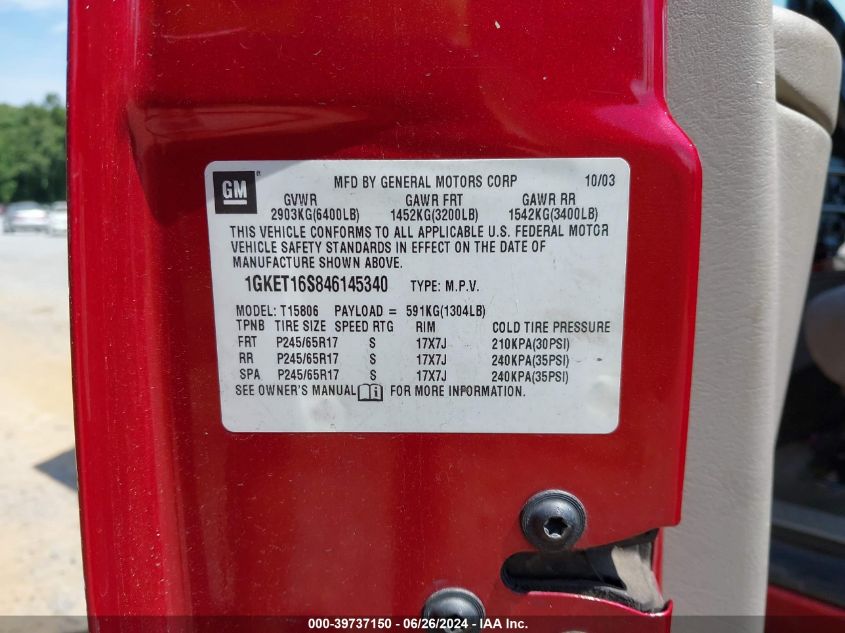 GM
MFD BY GENERAL MOTORS CORP 10/03
GVWR GAWR FRT GAWR RR
2903KG(6400LB) 1452KG(3200LB) 1542KG(3400LB)
THIS VEHICLE CONFORMS TO ALL APPLICABLE U.S. FEDERAL MOTOR
VEHICLE SAFETY STANDARDS IN EFFECT ON THE DATE OF
MANUFACTURE SHOWN ABOVE.
1GKET16S846145340 TYPE: M.P.V.
MODEL: T15806 PAYLOAD = 591KG(1304LB)
TPNB TIRE SIZE SPEED RTG RIM COLD TIRE PRESSURE
FRT P245/65R17 S 17X7J 210KPA(30PSI)
RR P245/65R17 S 17X7J 240KPA(35PSI)
SPA P245/65R17 S 17X7J 240KPA(35PSI)
SEE OWNER'S MANUAL FOR MORE INFORMATION.
000-39737150 - 06/26/2024 - IAA Inc.